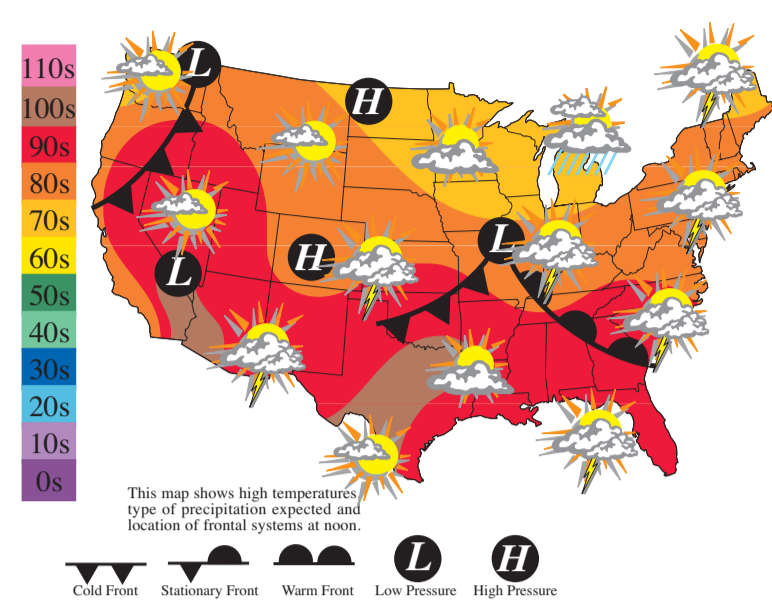 110s
100s
90s
80s
70s
60s
50s
40s
30s
20s
10s
0s
L
H
L
H
L
This map shows high temperatures,
type of precipitation expected and
location of frontal systems at noon.
L
H
Cold Front
Stationary Front
Warm Front
Low Pressure
High Pressure